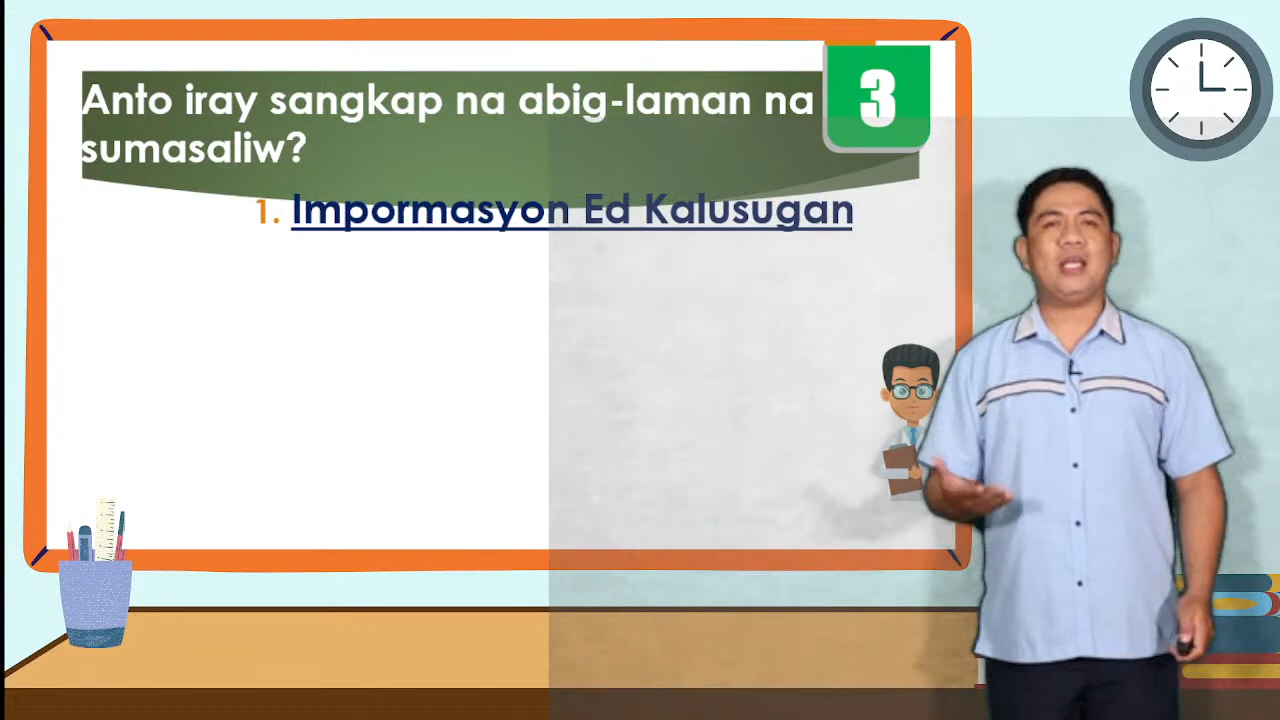 Anto iray sangkap na abig-laman na
sumasaliw?
3
1. Impormasyon Ed Kalusugan